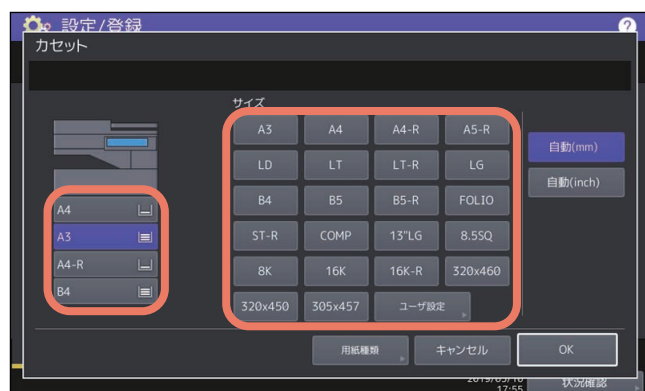 設定/登録 ?
カセット
サイズ
A3 A4 A4-R A5-R
自動(mm)
LD LT LT-R LG
自動(inch)
A4
B4 B5 B5-R FOLIO
A3
ST-R COMP 13"LG 8.5SQ
A4-R
8K 16K 16K-R 320x460
B4
320x450 305x457 ユーザ設定
用紙種類 キャンセル OK
17:55 状況確認